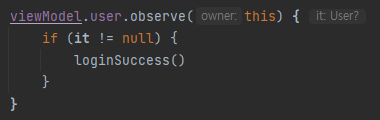 viewModel.user.observe( owner: this) { it: User?
if (it != null) {
loginSuccess()
}
}